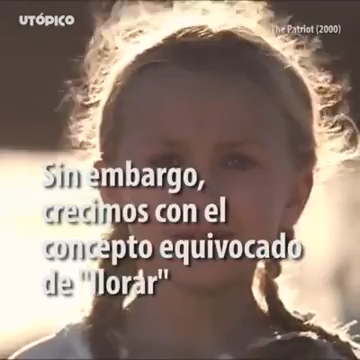 UTÓPICO
The Patriot (2000)
Sin embargo,
crecimos con el
concepto equivocado
de "llorar"